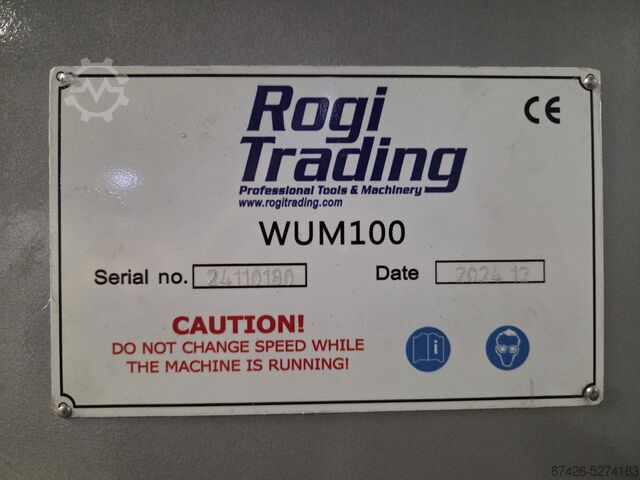 Rogi
Trading
CE
Professional Tools & Machinery
www.rogitrading.com
WUM100
Serial no. 24110180 Date 2024.12
CAUTION!
DO NOT CHANGE SPEED WHILE
THE MACHINE IS RUNNING!
87426-5274183